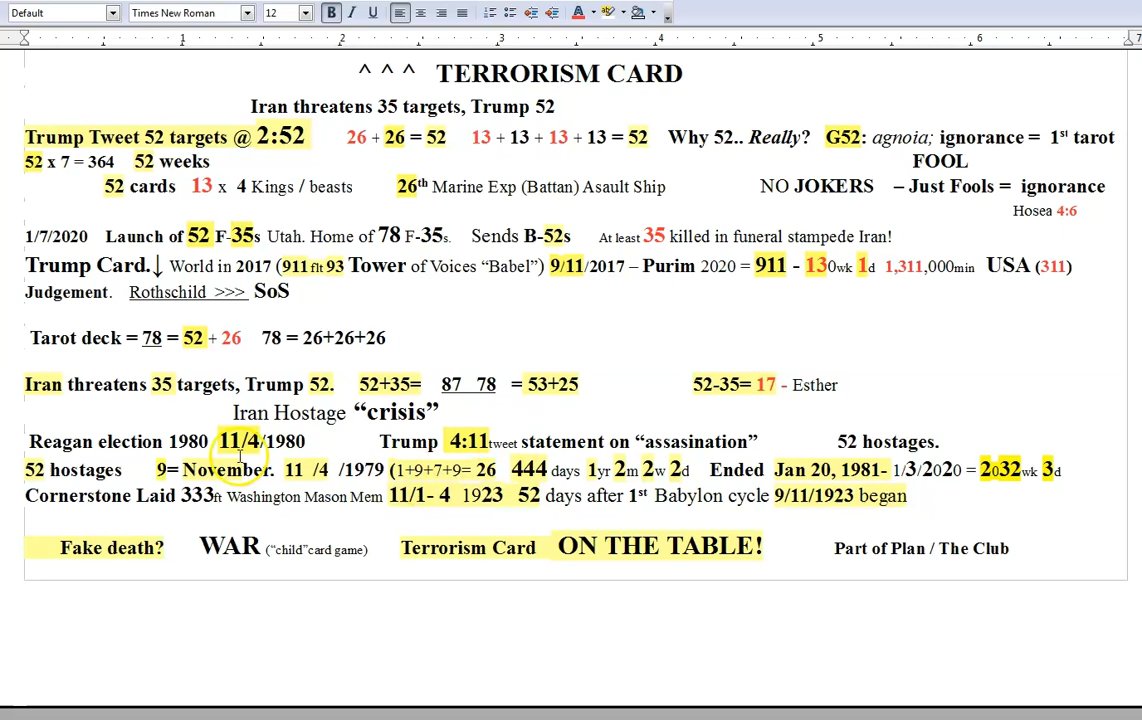 Default Times New Roman 12 B I U A
1 2 3 4 5 6 7
^ ^ ^ TERRORISM CARD
Iran threatens 35 targets, Trump 52
Trump Tweet 52 targets @ 2:52 26 + 26 = 52 13 + 13 + 13 + 13 = 52 Why 52.. Really? G52: agnoia; ignorance = 1st tarot
52 x 7 = 364 52 weeks FOOL
52 cards 13 x 4 Kings / beasts 26th Marine Exp (Battan) Asault Ship NO JOKERS – Just Fools = ignorance
Hosea 4:6
1/7/2020 Launch of 52 F-35s Utah. Home of 78 F-35s. Sends B-52s At least 35 killed in funeral stampede Iran!
Trump Card.↓ World in 2017 (911 flt 93 Tower of Voices “Babel”) 9/11/2017 – Purim 2020 = 911 - 130wk 1d 1,311,000min USA (311)
Judgement. Rothschild >>> SoS
Tarot deck = 78 = 52 + 26 78 = 26+26+26
Iran threatens 35 targets, Trump 52. 52+35= 87 78 = 53+25 52-35= 17 - Esther
Iran Hostage “crisis”
Reagan election 1980 11/4/1980 Trump 4:11tweet statement on “assasination” 52 hostages.
52 hostages 9= November. 11 /4 /1979 (1+9+7+9= 26 444 days 1yr 2m 2w 2d Ended Jan 20, 1981- 1/3/2020 = 2032wk 3d
Cornerstone Laid 333ft Washington Mason Mem 11/1- 4 1923 52 days after 1st Babylon cycle 9/11/1923 began
Fake death? WAR (“child”card game) Terrorism Card ON THE TABLE! Part of Plan / The Club